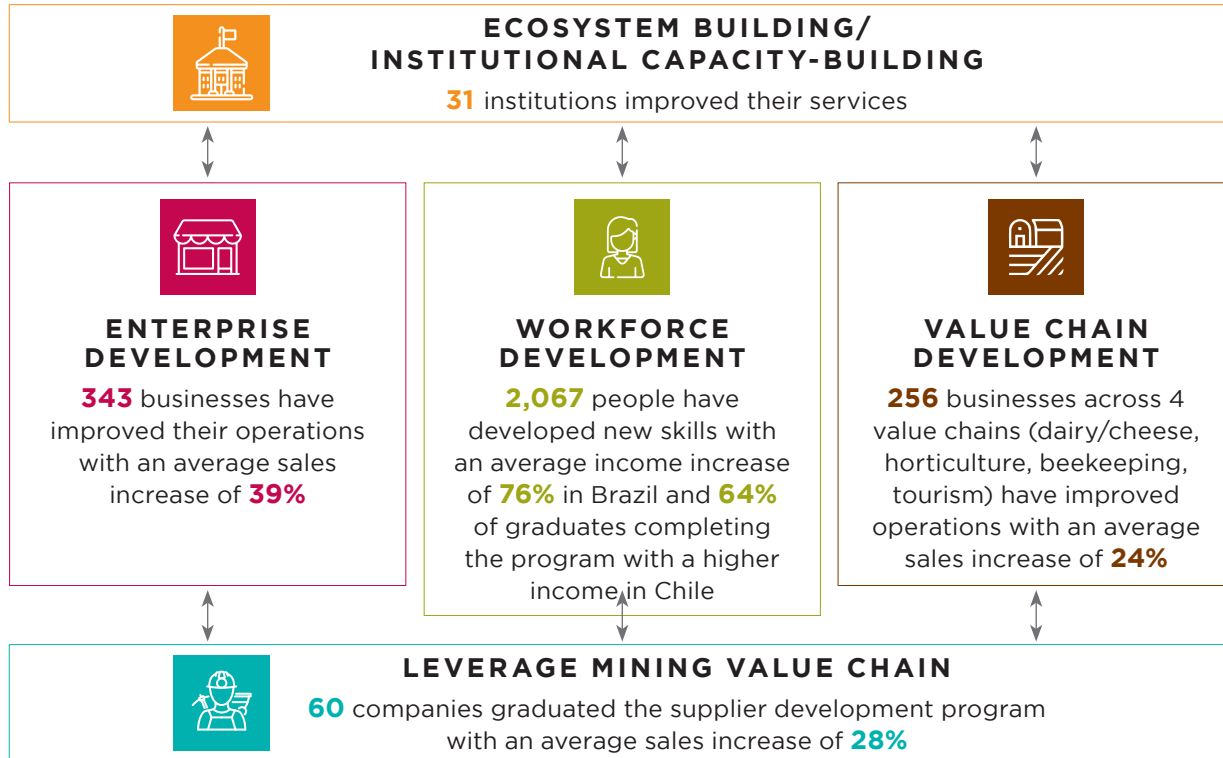 ECOSYSTEM BUILDING/
INSTITUTIONAL CAPACITY-BUILDING
31 institutions improved their services
ENTERPRISE
DEVELOPMENT
343 businesses have
improved their operations
with an average sales
increase of 39%
WORKFORCE
DEVELOPMENT
2,067 people have
developed new skills with
an average income increase
of 76% in Brazil and 64%
of graduates completing
the program with a higher
income in Chile
VALUE CHAIN
DEVELOPMENT
256 businesses across 4
value chains (dairy/cheese,
horticulture, beekeeping,
tourism) have improved
operations with an average
sales increase of 24%
LEVERAGE MINING VALUE CHAIN
60 companies graduated the supplier development program
with an average sales increase of 28%